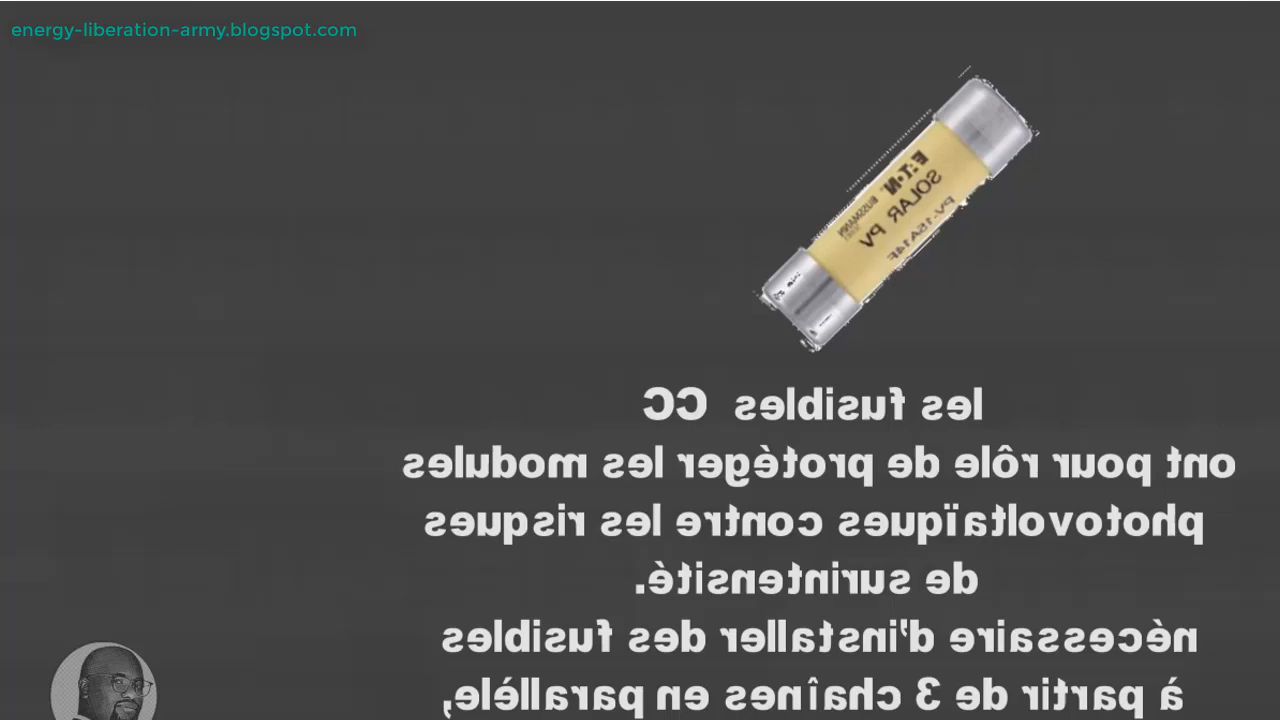 energy-liberation-army.blogspot.com
E·T·N
BUSSMANN
SOLAR PV
PV-15A14F
les fusibles CC
ont pour rôle de protéger les modules
photovoltaïques contre les risques
de surintensité.
nécessaire d'installer des fusibles
à partir de 3 chaînes en parallèle,